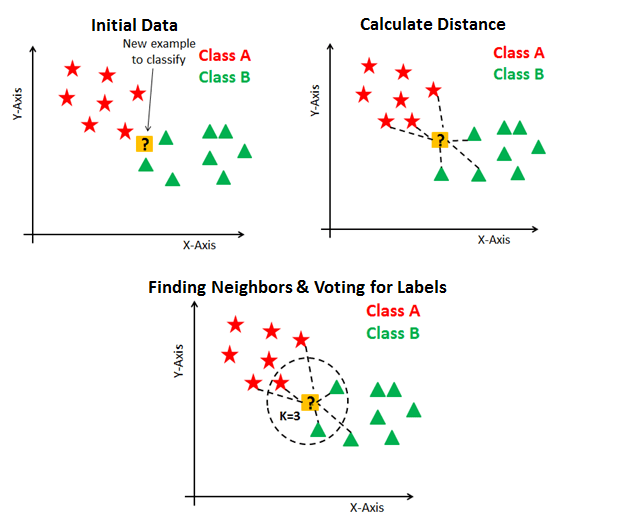 Initial Data
New example
to classify
Class A
Class B
Y-Axis
?
X-Axis
Calculate Distance
Class A
Class B
Y-Axis
?
X-Axis
Finding Neighbors & Voting for Labels
Class A
Class B
Y-Axis
?
K=3
X-Axis